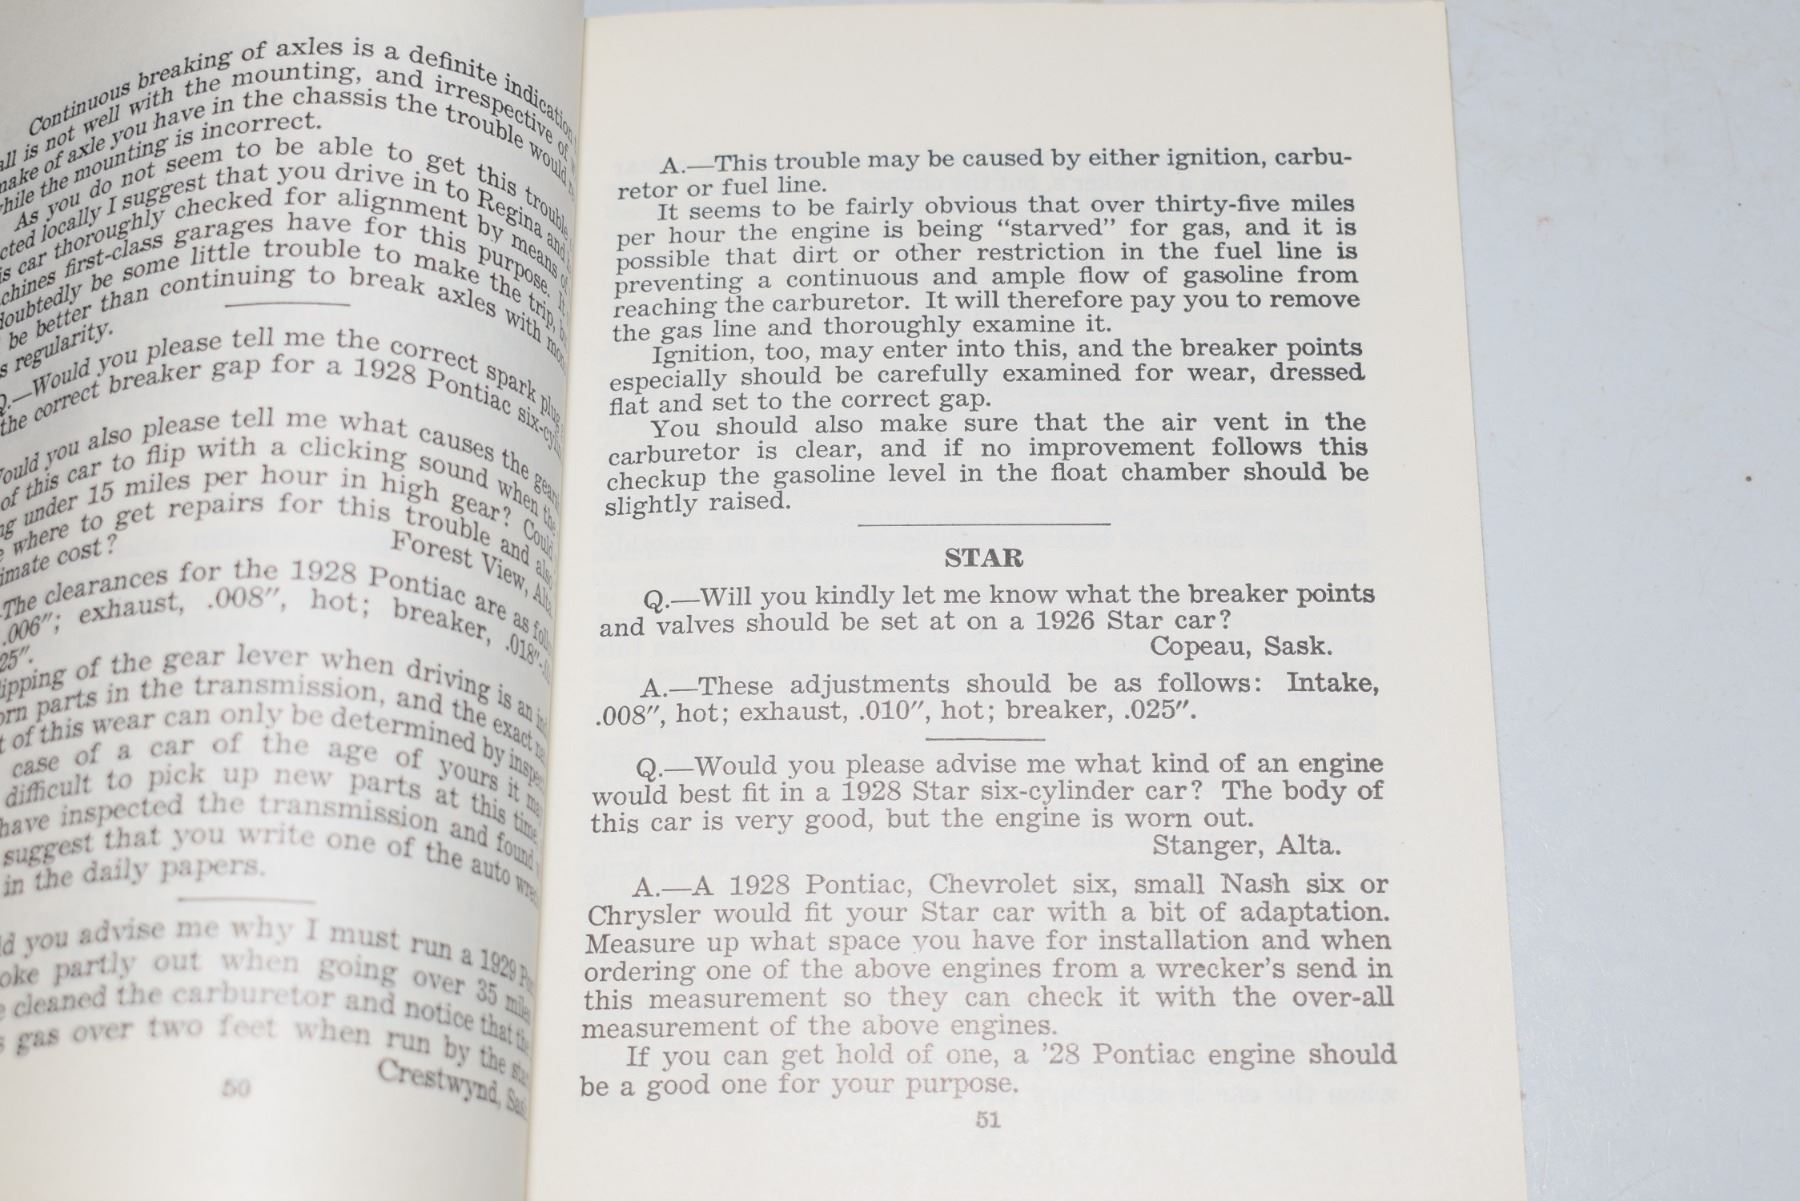 Continuous breaking of axles is a definite indication
all is not well with the mounting, and irrespective of
make of axle you have in the chassis the trouble would
while the mounting is incorrect.
As you do not seem to be able to get this trouble
cted locally I suggest that you drive in to Regina and
s car thoroughly checked for alignment by means of
chines first-class garages have for this purpose. It
doubtedly be some little trouble to make the trip,
be better than continuing to break axles with
s regularity.
Q.—Would you please tell me the correct spark plug
the correct breaker gap for a 1928 Pontiac six-cylin
Would you also please tell me what causes the gears
of this car to flip with a clicking sound when the
ng under 15 miles per hour in high gear? Could
e where to get repairs for this trouble and also
imate cost?
Forest View, Alta.
The clearances for the 1928 Pontiac are as follo
.006″; exhaust, .008″, hot; breaker, .018″-
25″.
ipping of the gear lever when driving is an ind
orn parts in the transmission, and the exact
t of this wear can only be determined by inspec
case of a car of the age of yours it may
difficult to pick up new parts at this time.
have inspected the transmission and found
suggest that you write one of the auto wrec
in the daily papers.
ld you advise me why I must run a 1929 Pon
oke partly out when going over 35 miles
e cleaned the carburetor and notice that the
s gas over two feet when run by the sta
Crestwynd, Sask
50
A.—This trouble may be caused by either ignition, carbu-
retor or fuel line.
It seems to be fairly obvious that over thirty-five miles
per hour the engine is being “starved” for gas, and it is
possible that dirt or other restriction in the fuel line is
preventing a continuous and ample flow of gasoline from
reaching the carburetor. It will therefore pay you to remove
the gas line and thoroughly examine it.
Ignition, too, may enter into this, and the breaker points
especially should be carefully examined for wear, dressed
flat and set to the correct gap.
You should also make sure that the air vent in the
carburetor is clear, and if no improvement follows this
checkup the gasoline level in the float chamber should be
slightly raised.
STAR
Q.—Will you kindly let me know what the breaker points
and valves should be set at on a 1926 Star car?
Copeau, Sask.
A.—These adjustments should be as follows: Intake,
.008″, hot; exhaust, .010″, hot; breaker, .025″.
Q.—Would you please advise me what kind of an engine
would best fit in a 1928 Star six-cylinder car? The body of
this car is very good, but the engine is worn out.
Stanger, Alta.
A.—A 1928 Pontiac, Chevrolet six, small Nash six or
Chrysler would fit your Star car with a bit of adaptation.
Measure up what space you have for installation and when
ordering one of the above engines from a wrecker's send in
this measurement so they can check it with the over-all
measurement of the above engines.
If you can get hold of one, a '28 Pontiac engine should
be a good one for your purpose.
51